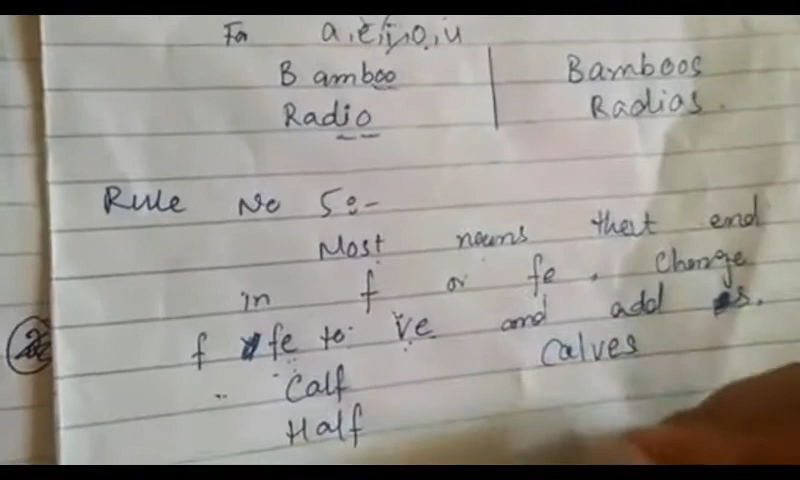 a, e, i, o, u
Bamboo Bamboos
Radio Radios
Rule No 5:-
Most nouns that end
in f or fe, change
f fe to ve and add s.
Calf Calves
Half